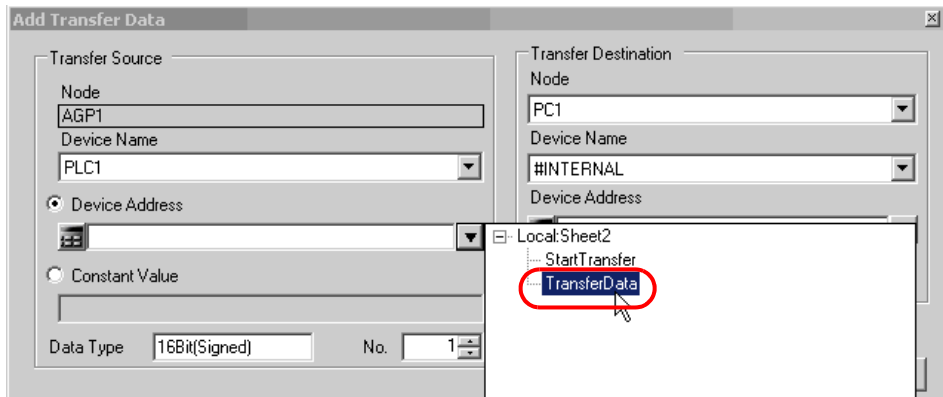 Add Transfer Data
Transfer Source
Node
AGP1
Device Name
PLC1
Device Address
Constant Value
Data Type 16Bit(Signed) No. 1
Transfer Destination
Node
PC1
Device Name
#INTERNAL
Device Address
Local:Sheet2
StartTransfer
TransferData